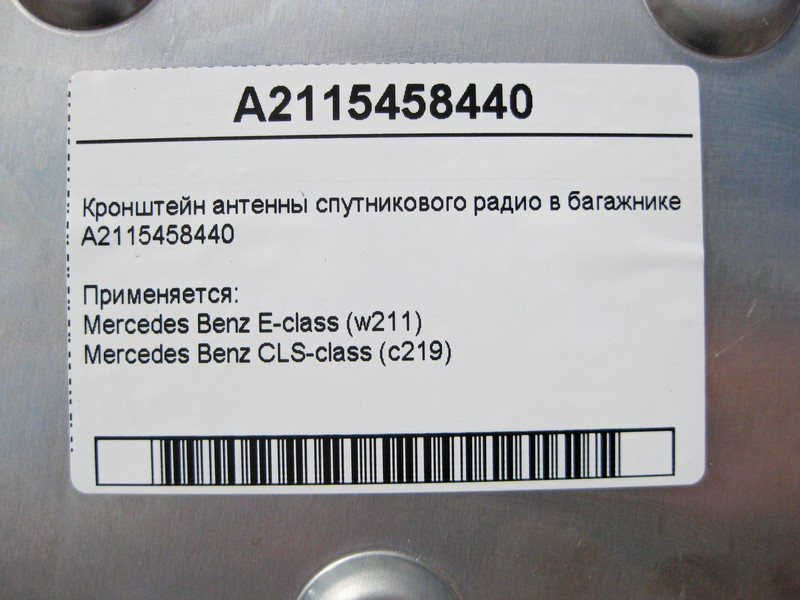 A2115458440
Кронштейн антенны спутникового радио в багажнике
A2115458440
Применяется:
Mercedes Benz E-class (w211)
Mercedes Benz CLS-class (c219)